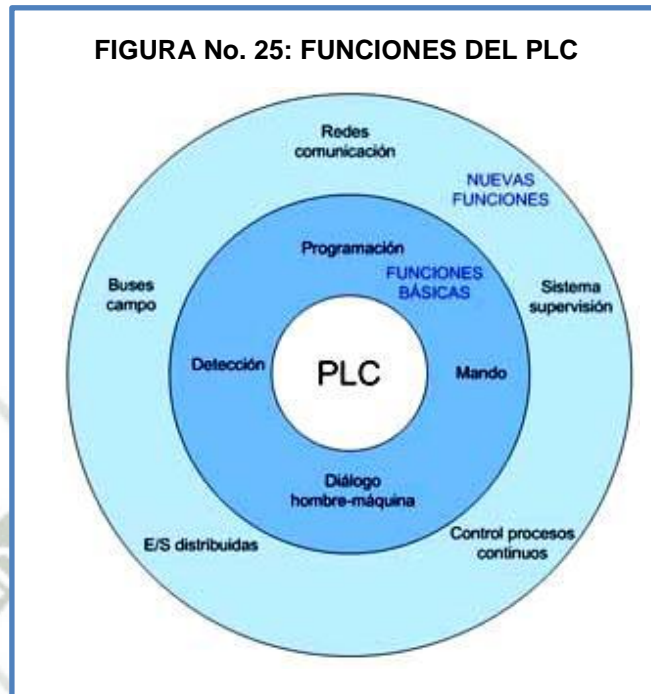 FIGURA No. 25: FUNCIONES DEL PLC
Redes
comunicación
NUEVAS
FUNCIONES
Programación
FUNCIONES
BÁSICAS
Buses
campo
Sistema
supervisión
Detección
PLC
Mando
Diálogo
hombre-máquina
E/S distribuidas
Control procesos
continuos